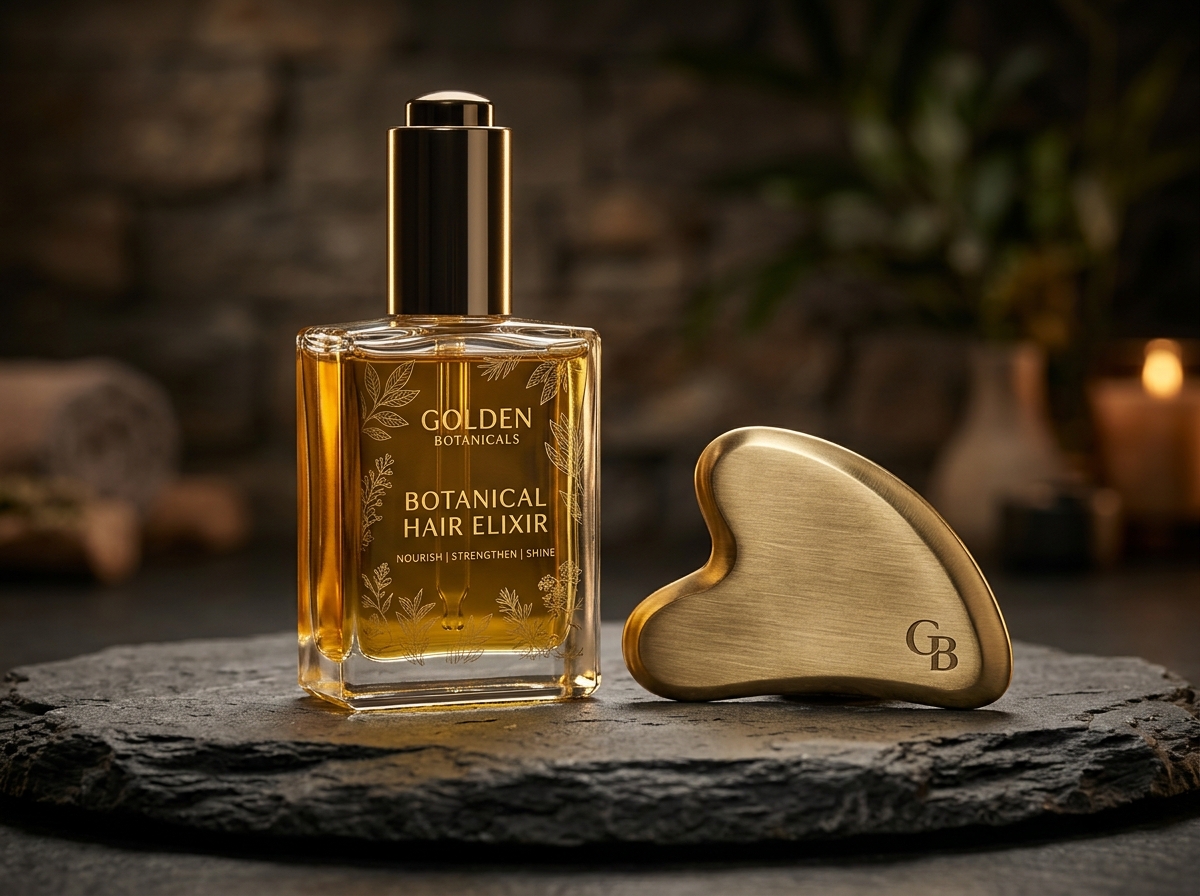 GOLDEN
BOTANICALS
BOTANICAL
HAIR ELIXIR
NOURISH | STRENGTHEN | SHINE
GB